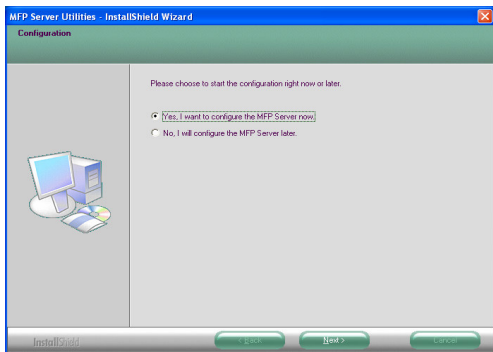 MFP Server Utilities - InstallShield Wizard
Configuration
Please choose to start the configuration right now or later.
Yes, I want to configure the MFP Server now.
No, I will configure the MFP Server later.
InstallShield
< Back
Next >
Cancel